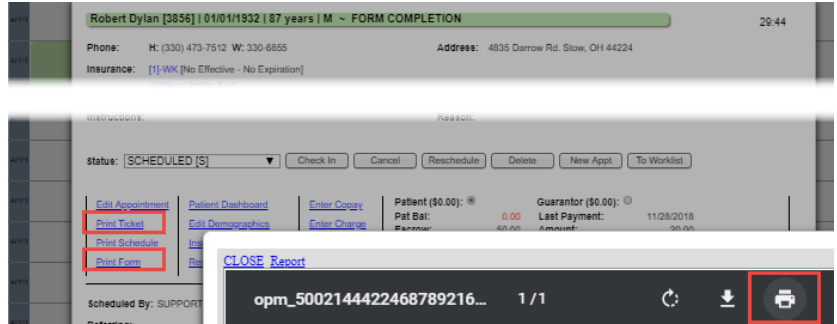 Robert Dylan [3856] | 01/01/1932 | 87 years | M ~ FORM COMPLETION
29:44
Phone: H: (330) 473-7512 W: 330-6855 Address: 4835 Darrow Rd. Stow, OH 44224
Insurance: [1]-WK [No Effective - No Expiration]
Instructions: Reason:
Status: SCHEDULED [S] Check In Cancel Reschedule Delete New Appt To Worklist
Edit Appointment Patient Dashboard Enter Copay Patient ($0.00): Guarantor ($0.00):
Print Ticket Edit Demographics Enter Charge Pat Bal: 0.00 Last Payment: 11/28/2018
Print Schedule Ins Escrow: 50.00 Amount: 20.00
Print Form Re
CLOSE Report
opm_5002144422468789216... 1/1
Scheduled By: SUPPORT
Referring: